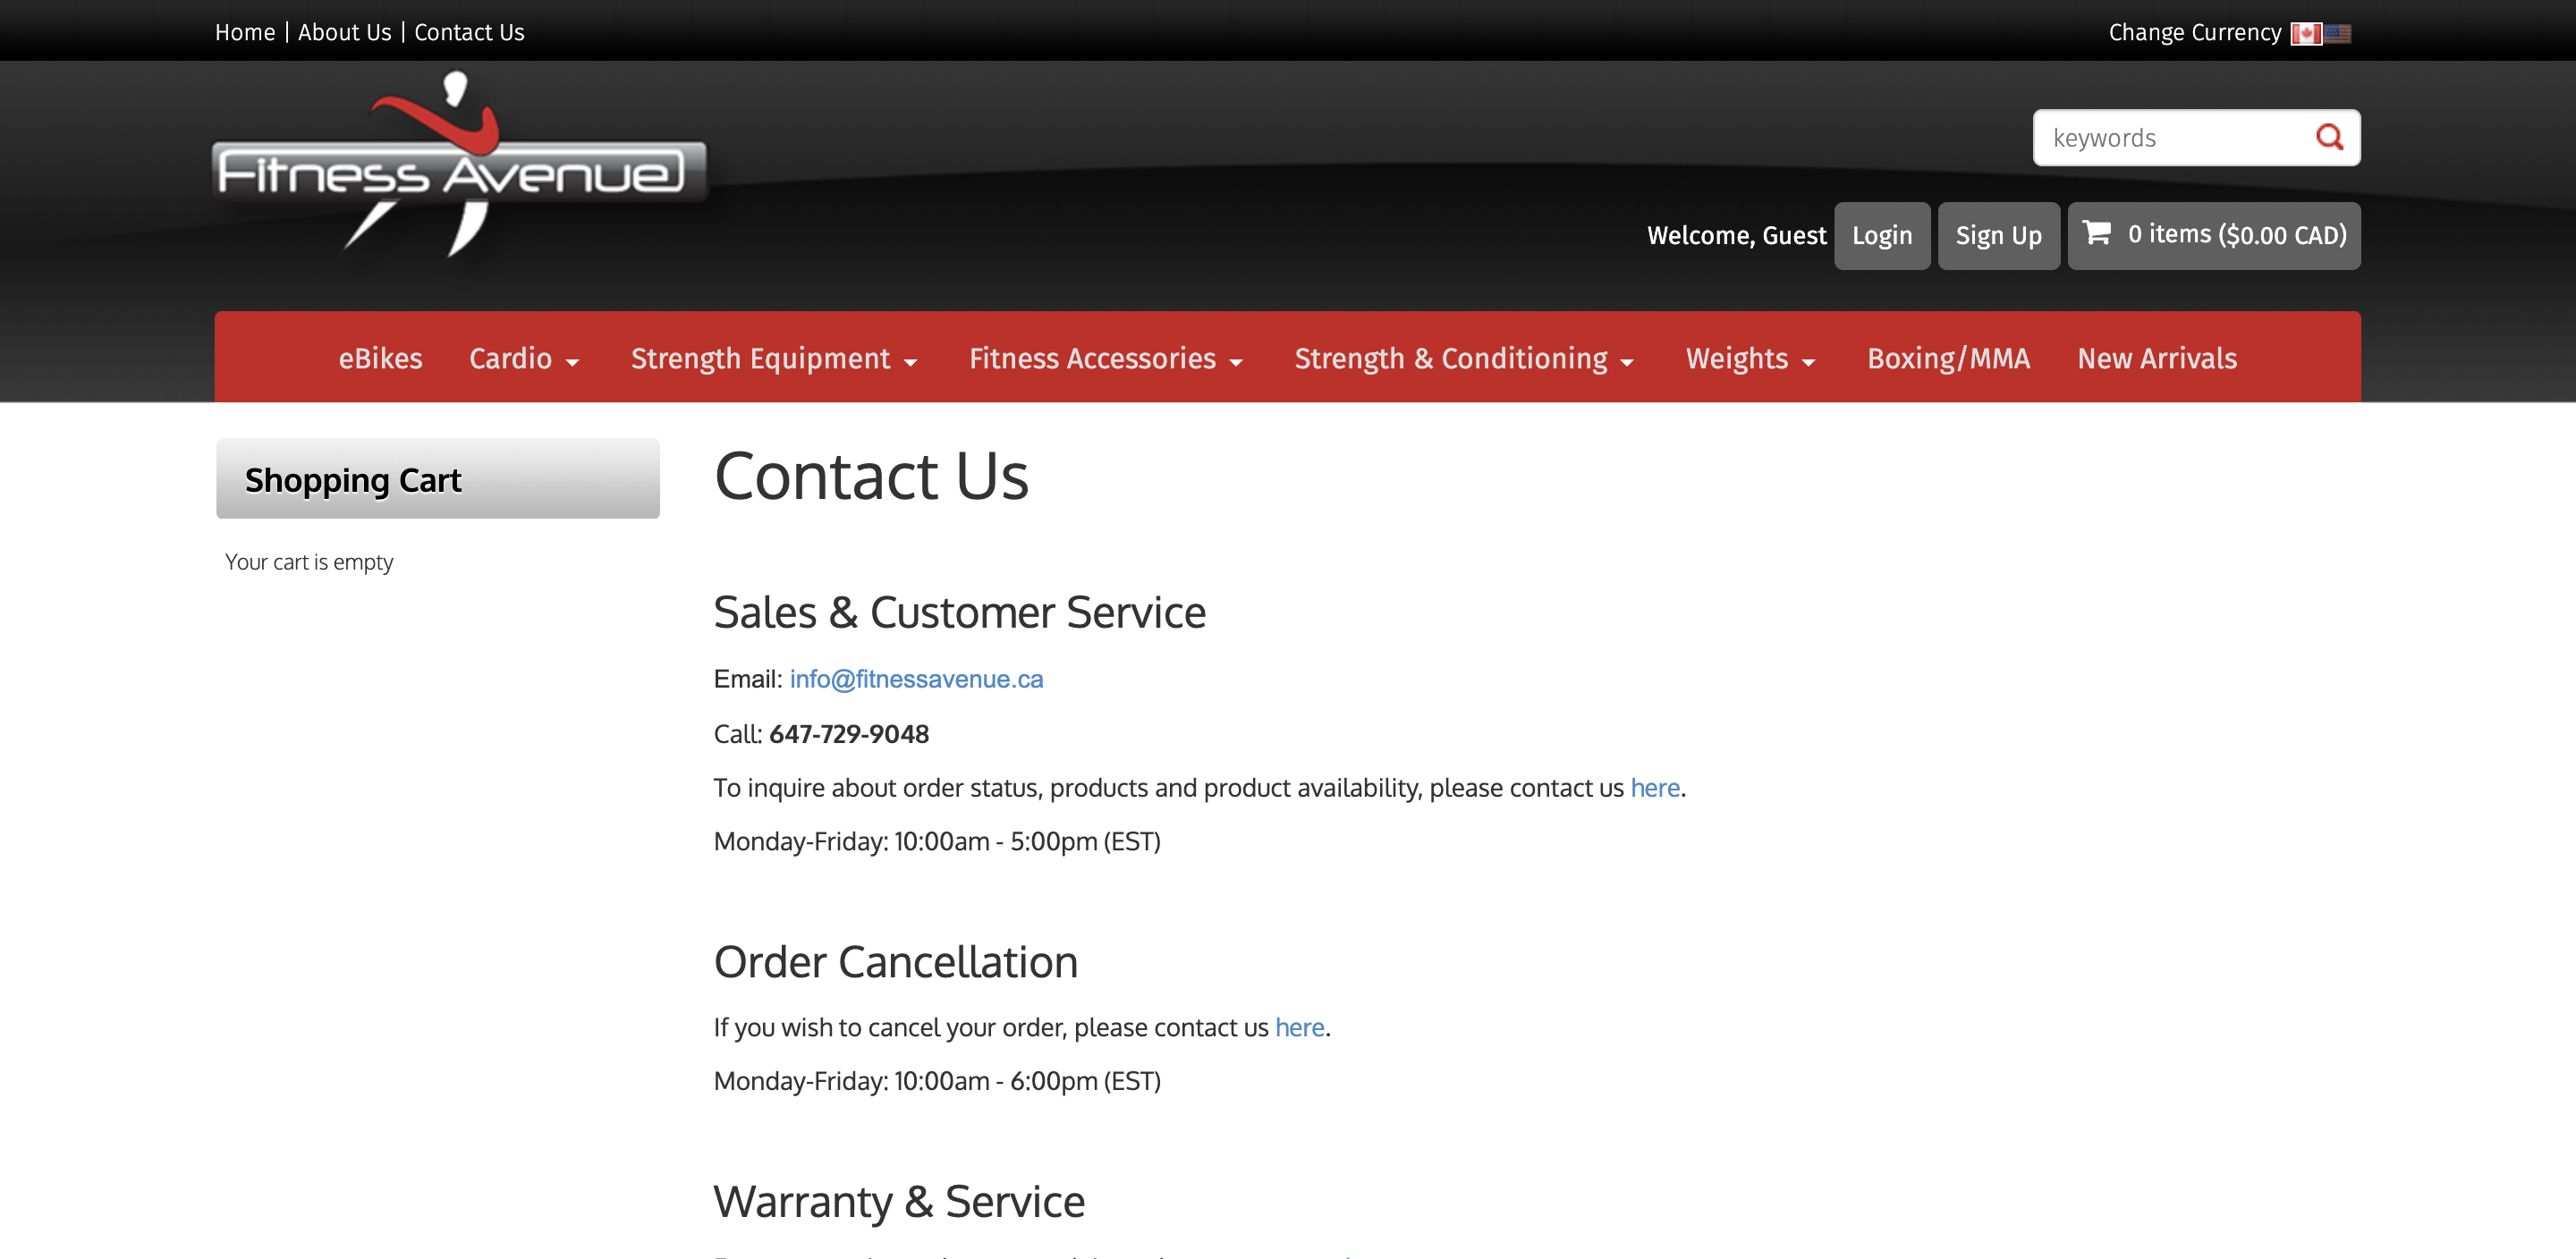 Home | About Us | Contact Us
Change Currency
Fitness Avenue
keywords
Welcome, Guest Login Sign Up 0 items ($0.00 CAD)
eBikes Cardio Strength Equipment Fitness Accessories Strength & Conditioning Weights Boxing/MMA New Arrivals
Shopping Cart
Your cart is empty
Contact Us
Sales & Customer Service
Email: info@fitnessavenue.ca
Call: 647-729-9048
To inquire about order status, products and product availability, please contact us here.
Monday-Friday: 10:00am - 5:00pm (EST)
Order Cancellation
If you wish to cancel your order, please contact us here.
Monday-Friday: 10:00am - 6:00pm (EST)
Warranty & Service